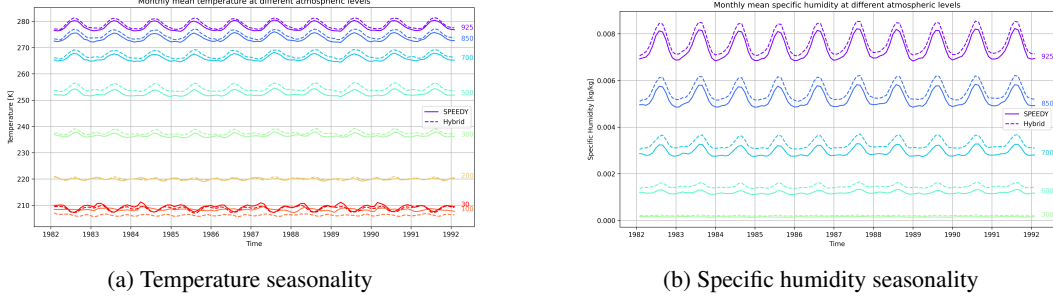 Monthly mean temperature at different atmospheric levels
280
270
260
250
240
230
220
210
Temperature [K]
925
850
700
500
300
200
30
100
SPEEDY
Hybrid
1982 1983 1984 1985 1986 1987 1988 1989 1990 1991 1992
Time
(a) Temperature seasonality
Monthly mean specific humidity at different atmospheric levels
0.008
0.006
0.004
0.002
0.000
Specific Humidity [kg/kg]
925
850
700
500
300
SPEEDY
Hybrid
1982 1983 1984 1985 1986 1987 1988 1989 1990 1991 1992
Time
(b) Specific humidity seasonality